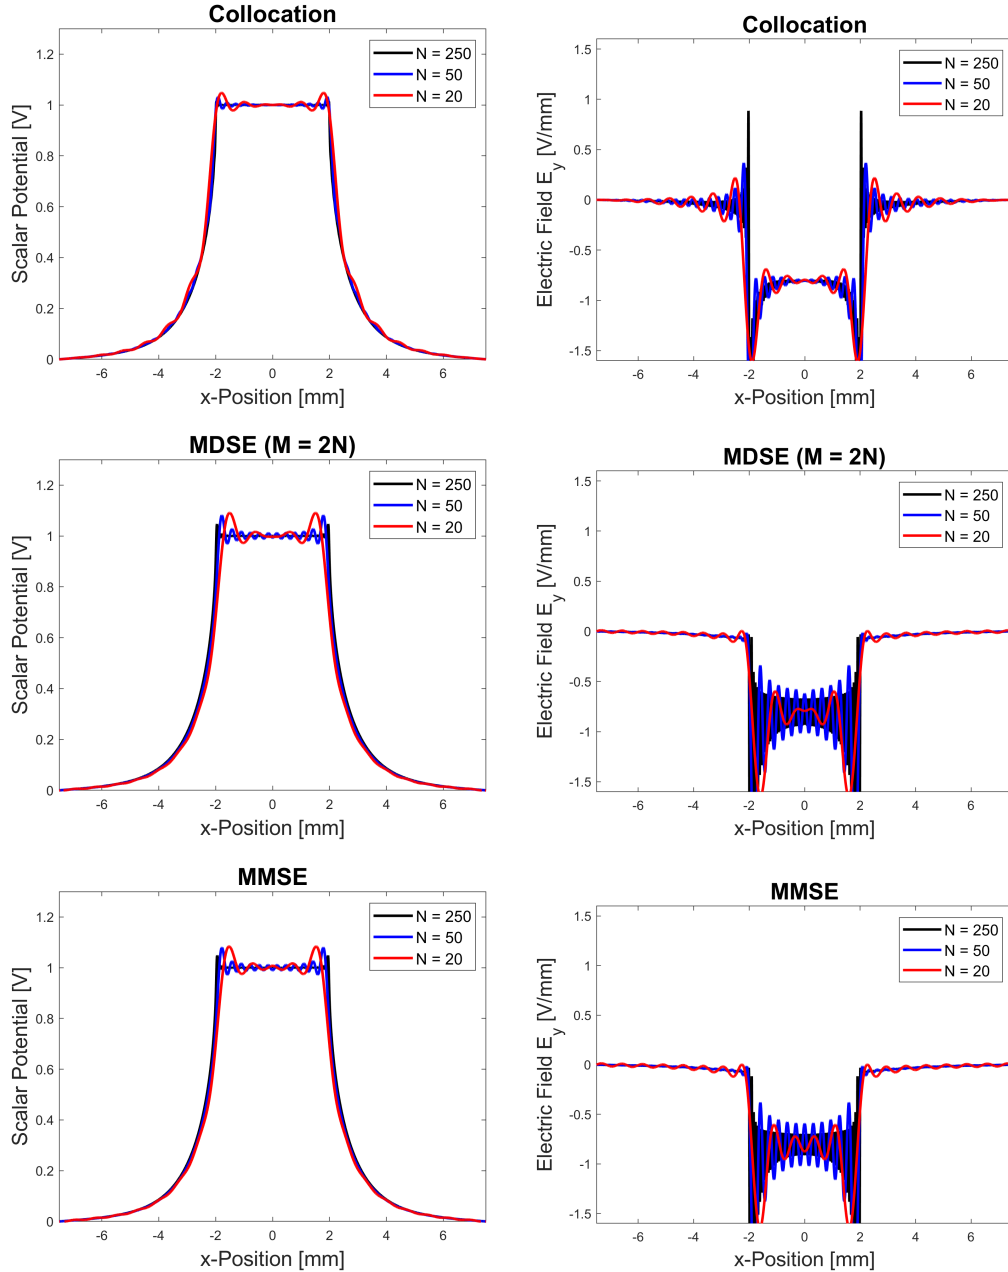 Collocation
Scalar Potential [V]
1.2
1
0.8
0.6
0.4
0.2
0
N = 250
N = 50
N = 20
-6 -4 -2 0 2 4 6
x-Position [mm]
Collocation
Electric Field E_y [V/mm]
1.5
1
0.5
0
-0.5
-1
-1.5
N = 250
N = 50
N = 20
-6 -4 -2 0 2 4 6
x-Position [mm]
MDSE (M = 2N)
Scalar Potential [V]
1.2
1
0.8
0.6
0.4
0.2
0
N = 250
N = 50
N = 20
-6 -4 -2 0 2 4 6
x-Position [mm]
MDSE (M = 2N)
Electric Field E_y [V/mm]
1.5
1
0.5
0
-0.5
-1
-1.5
N = 250
N = 50
N = 20
-6 -4 -2 0 2 4 6
x-Position [mm]
MMSE
Scalar Potential [V]
1.2
1
0.8
0.6
0.4
0.2
0
N = 250
N = 50
N = 20
-6 -4 -2 0 2 4 6
x-Position [mm]
MMSE
Electric Field E_y [V/mm]
1.5
1
0.5
0
-0.5
-1
-1.5
N = 250
N = 50
N = 20
-6 -4 -2 0 2 4 6
x-Position [mm]